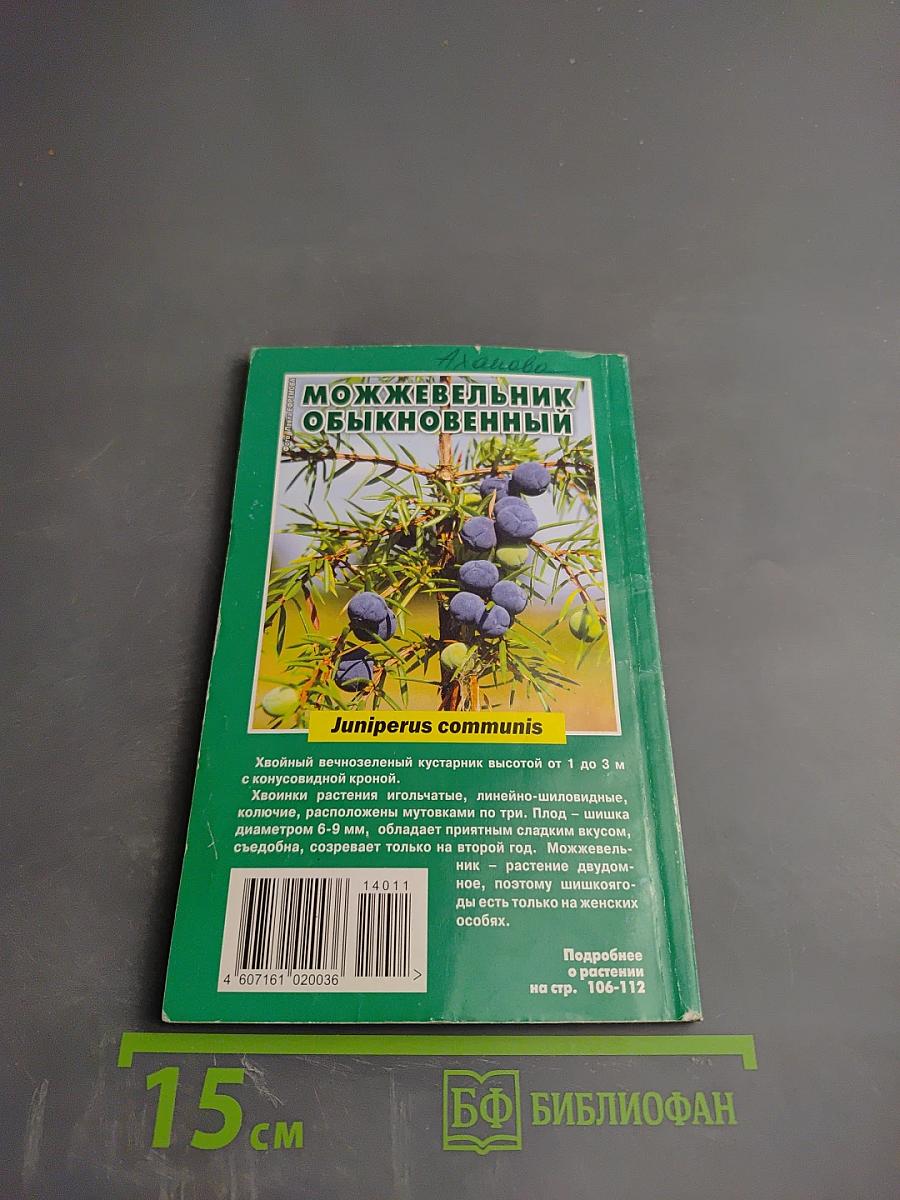 Аханова
МОЖЖЕВЕЛЬНИК
ОБЫКНОВЕННЫЙ
Juniperus communis
Хвойный вечнозеленый кустарник высотой от 1 до 3 м
с конусовидной кроной.
Хвоинки растения игольчатые, линейно-шиловидные,
колючие, расположены мутовками по три. Плод – шишка
диаметром 6-9 мм, обладает приятным сладким вкусом,
съедобна, созревает только на второй год. Можжевель-
ник – растение двудом-
ное, поэтому шишкояго-
ды есть только на женских
особях.
14011
4 607161 020036 >
Подробнее
о растении
на стр. 106-112
15 см
БФ БИБЛИОФАН